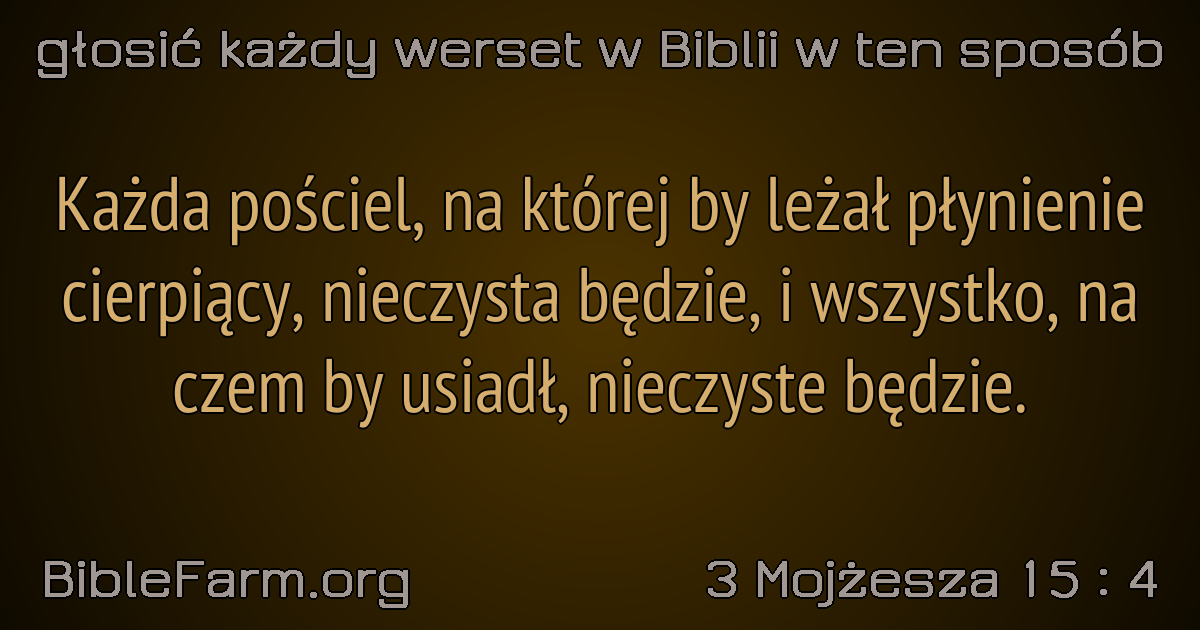 głosić każdy werset w Biblii w ten sposób
Każda pościel, na której by leżał płynienie
cierpiący, nieczysta będzie, i wszystko, na
czem by usiadł, nieczyste będzie.
BibleFarm.org
3 Mojżesza 15 : 4